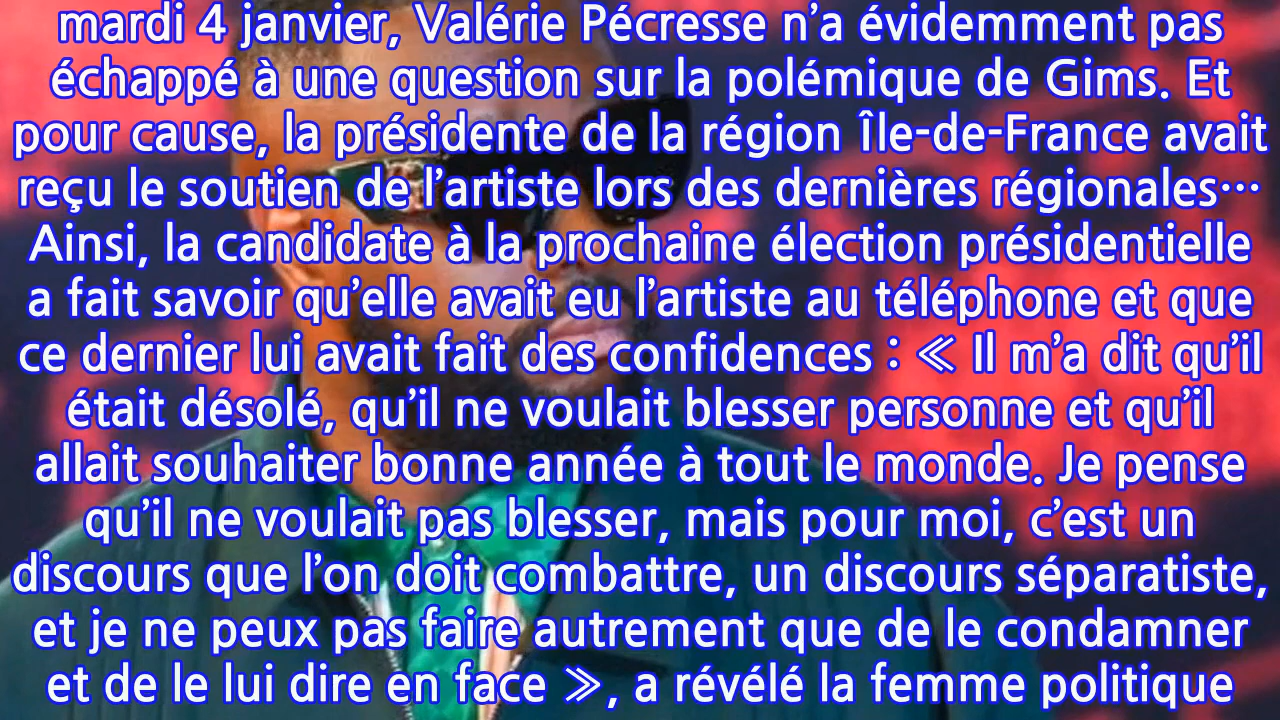 mardi 4 janvier, Valérie Pécresse n’a évidemment pas
échappé à une question sur la polémique de Gims. Et
pour cause, la présidente de la région Île-de-France avait
reçu le soutien de l’artiste lors des dernières régionales…
Ainsi, la candidate à la prochaine élection présidentielle
a fait savoir qu’elle avait eu l’artiste au téléphone et que
ce dernier lui avait fait des confidences : « Il m’a dit qu’il
était désolé, qu’il ne voulait blesser personne et qu’il
allait souhaiter bonne année à tout le monde. Je pense
qu’il ne voulait pas blesser, mais pour moi, c’est un
discours que l’on doit combattre, un discours séparatiste,
et je ne peux pas faire autrement que de le condamner
et de le lui dire en face », a révélé la femme politique